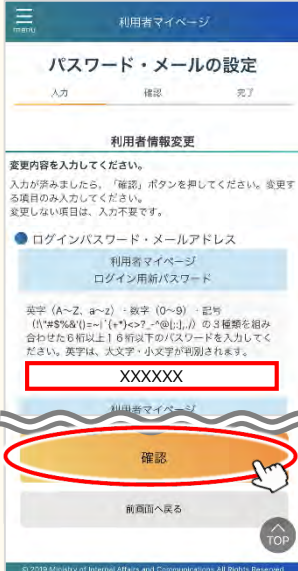 menu
利用者マイページ
パスワード・メールの設定
入力 確認 完了
利用者情報変更
変更内容を入力してください。
入力が済みましたら、「確認」ボタンを押してください。変更す
る項目のみ入力してください。
変更しない項目は、入力不要です。
ログインパスワード・メールアドレス
利用者マイページ
ログイン用新パスワード
英字（A～Z、a～z）・数字（0～9）・記号
の３種類を組み
合わせた６桁以上１６桁以下のパスワードを入力してく
ださい。英字は、大文字・小文字が判別されます。
XXXXXX
利用者マイページ
確認
前画面へ戻る
TOP
© 2019 Ministry of Internal Affairs and Communications All Rights Reserved.